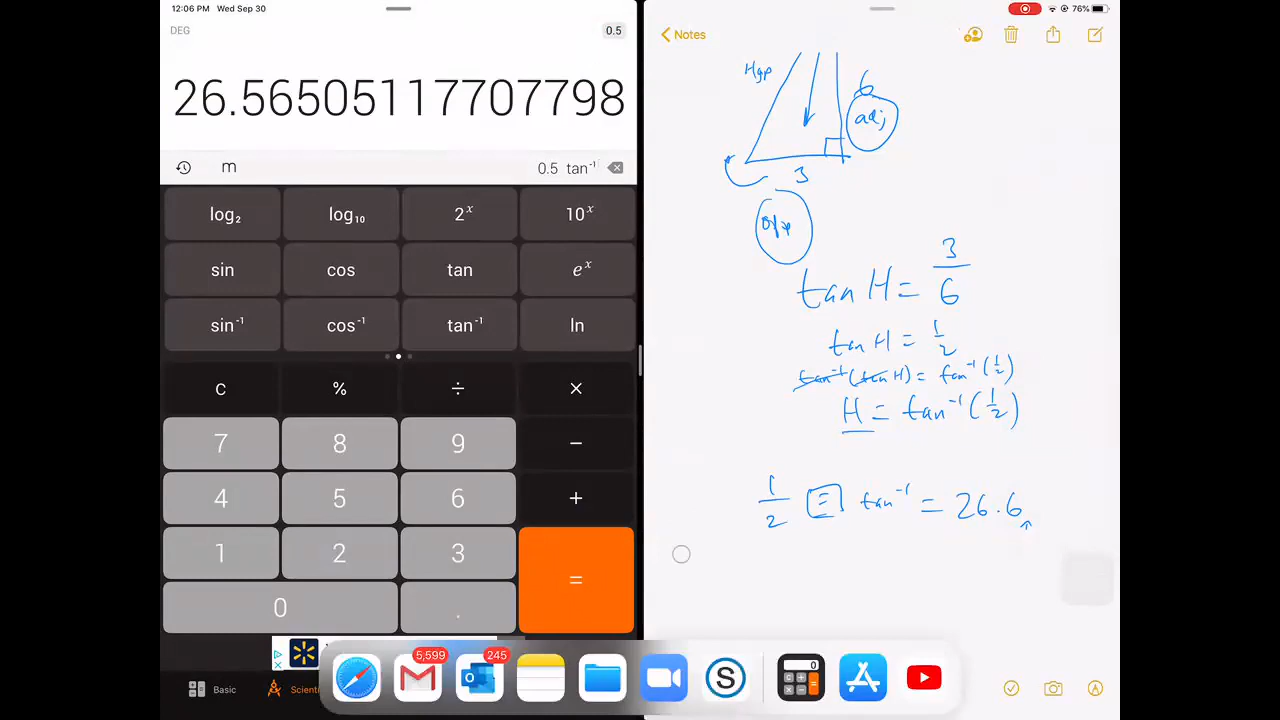 12:06 PM Wed Sep 30
DEG
0.5
26.56505117707798
m
0.5 tan⁻¹
log₂ log₁₀ 2ˣ 10ˣ
sin cos tan eˣ
sin⁻¹ cos⁻¹ tan⁻¹ ln
c % ÷ ×
7 8 9 −
4 5 6 +
1 2 3 =
0 .
Basic
Scienti
76%
Notes
Hyp
6
adj
3
opp
tan H = 3/6
tan H = 1/2
tan⁻¹(tan H) = tan⁻¹(1/2)
H = tan⁻¹(1/2)
1/2 = tan⁻¹ = 26.6
5,599
245
0
S